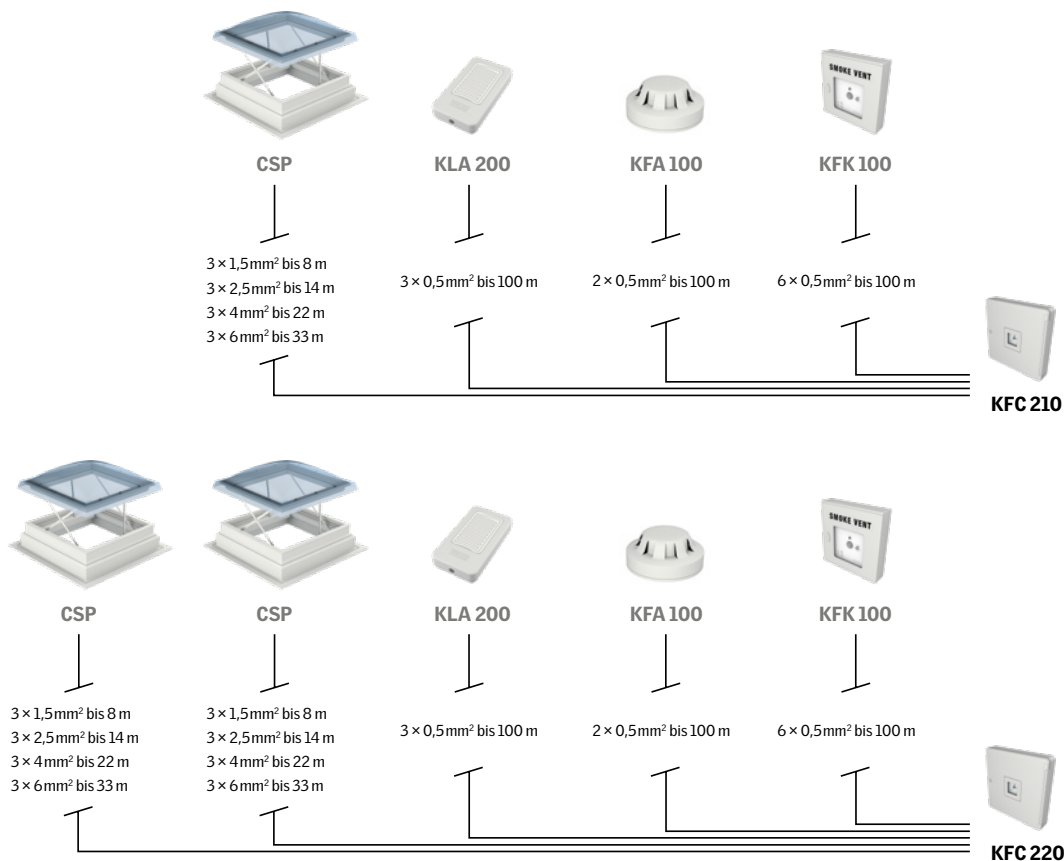 SMOKE VENT
CSP
KLA 200
KFA 100
KFK 100
3 × 1,5 mm² bis 8 m
3 × 2,5 mm² bis 14 m
3 × 4 mm² bis 22 m
3 × 6 mm² bis 33 m
3 × 0,5 mm² bis 100 m
2 × 0,5 mm² bis 100 m
6 × 0,5 mm² bis 100 m
KFC 210
SMOKE VENT
CSP
CSP
KLA 200
KFA 100
KFK 100
3 × 1,5 mm² bis 8 m
3 × 2,5 mm² bis 14 m
3 × 4 mm² bis 22 m
3 × 6 mm² bis 33 m
3 × 1,5 mm² bis 8 m
3 × 2,5 mm² bis 14 m
3 × 4 mm² bis 22 m
3 × 6 mm² bis 33 m
3 × 0,5 mm² bis 100 m
2 × 0,5 mm² bis 100 m
6 × 0,5 mm² bis 100 m
KFC 220